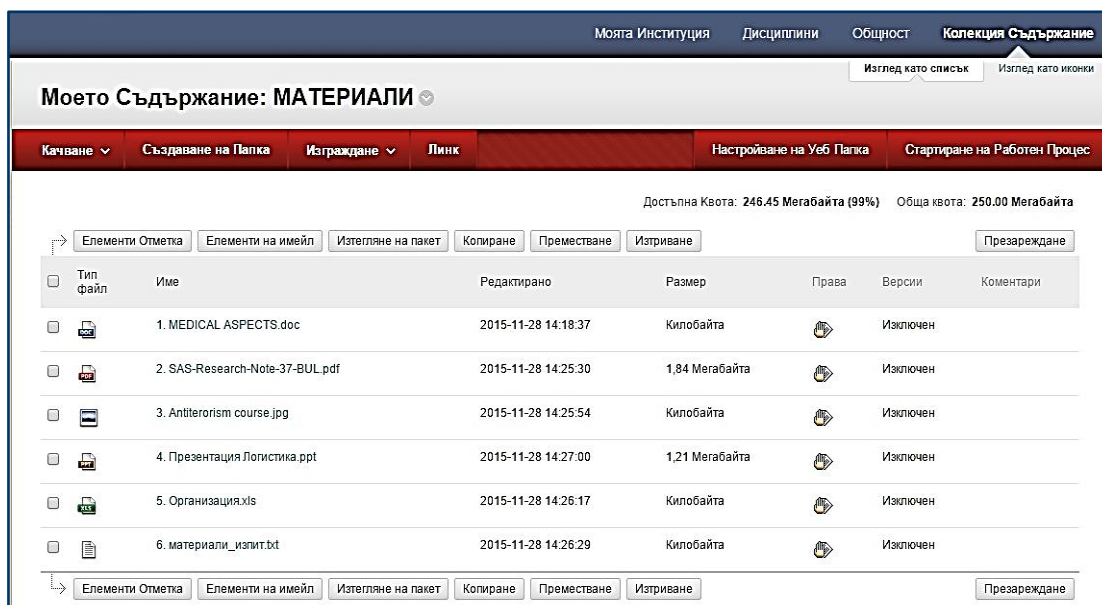 Моята Институция Дисциплини Общност Колекция Съдържание
Изглед като списък Изглед като иконки
Моето Съдържание: МАТЕРИАЛИ
Качване Създаване на Папка Изграждане Линк Настройване на Уеб Папка Стартиране на Работен Процес
Достъпна Квота: 246.45 Мегабайта (99%) Обща квота: 250.00 Мегабайта
Елементи Отметка Елементи на имейл Изтегляне на пакет Копиране Преместване Изтриване Презареждане
Тип файл Име Редактирано Размер Права Версии Коментари
DOC 1. MEDICAL ASPECTS.doc 2015-11-28 14:18:37 Килобайта Изключен
PDF 2. SAS-Research-Note-37-BUL.pdf 2015-11-28 14:25:30 1,84 Мегабайта Изключен
3. Antiterorism course.jpg 2015-11-28 14:25:54 Килобайта Изключен
PPT 4. Презентация Логистика.ppt 2015-11-28 14:27:00 1,21 Мегабайта Изключен
XLS 5. Организация.xls 2015-11-28 14:26:17 Килобайта Изключен
6. материали_изпит.txt 2015-11-28 14:26:29 Килобайта Изключен
Елементи Отметка Елементи на имейл Изтегляне на пакет Копиране Преместване Изтриване Презареждане